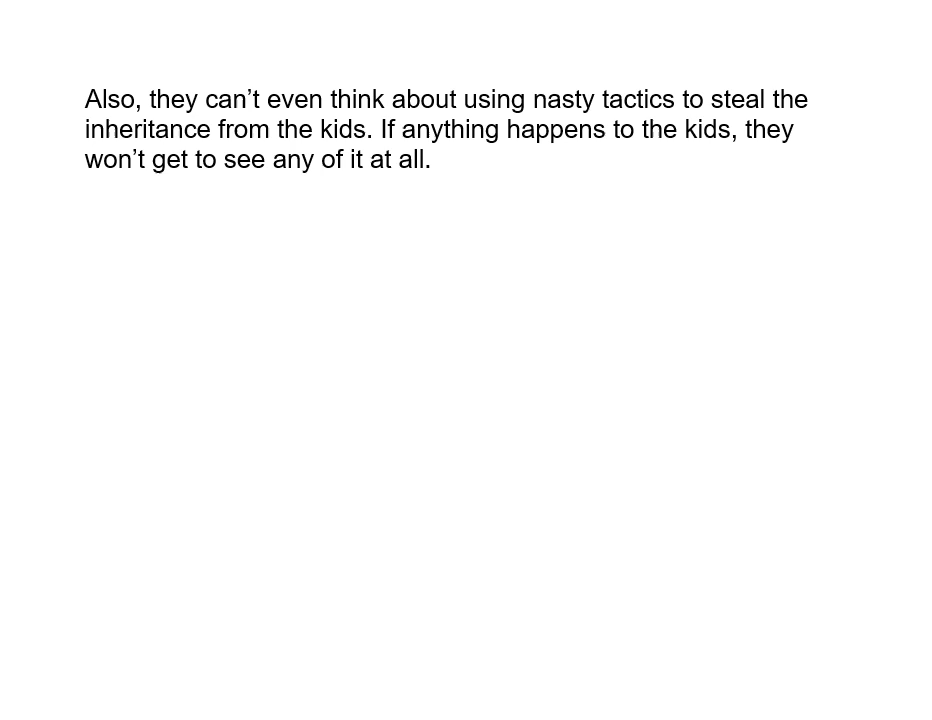 Also, they can’t even think about using nasty tactics to steal the
inheritance from the kids. If anything happens to the kids, they
won’t get to see any of it at all.